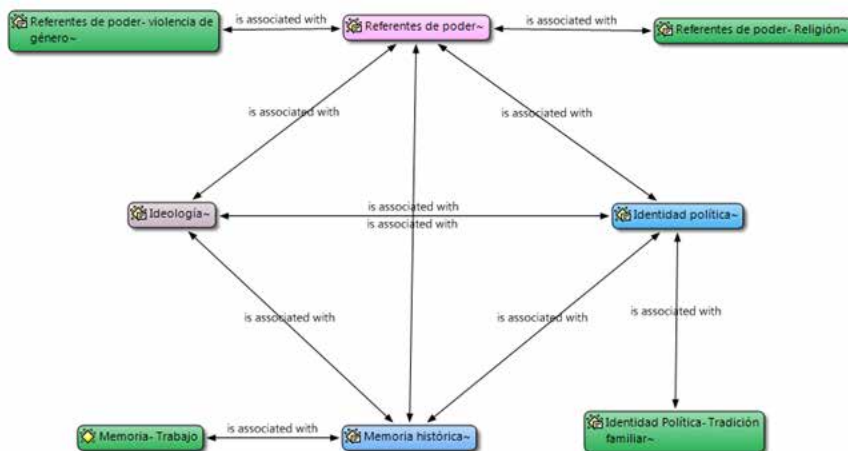 Referentes de poder- violencia de
género~
is associated with
Referentes de poder~
is associated with
Referentes de poder- Religión~
is associated with
is associated with
Ideología~
is associated with
is associated with
Identidad política~
is associated with
is associated with
is associated with
Memoria- Trabajo
is associated with
Memoria histórica~
Identidad Política- Tradición
familiar~